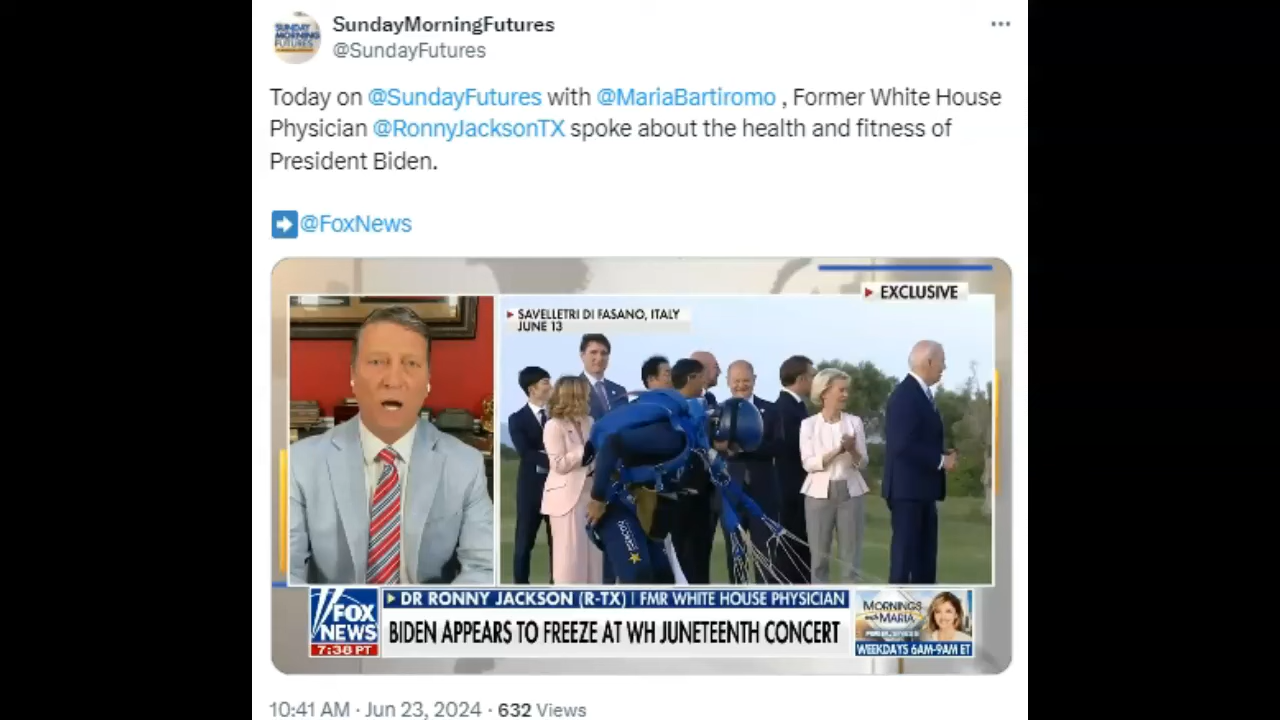 SundayMorningFutures
@SundayFutures
Today on @SundayFutures with @MariaBartiromo , Former White House
Physician @RonnyJacksonTX spoke about the health and fitness of
President Biden.
@FoxNews
EXCLUSIVE
SAVELLETRI DI FASANO, ITALY
JUNE 13
DR RONNY JACKSON (R-TX) | FMR WHITE HOUSE PHYSICIAN
BIDEN APPEARS TO FREEZE AT WH JUNETEENTH CONCERT
FOX
NEWS
7:38 PT
MORNINGS
with MARIA
WEEKDAYS 6AM-9AM ET
10:41 AM · Jun 23, 2024 · 632 Views